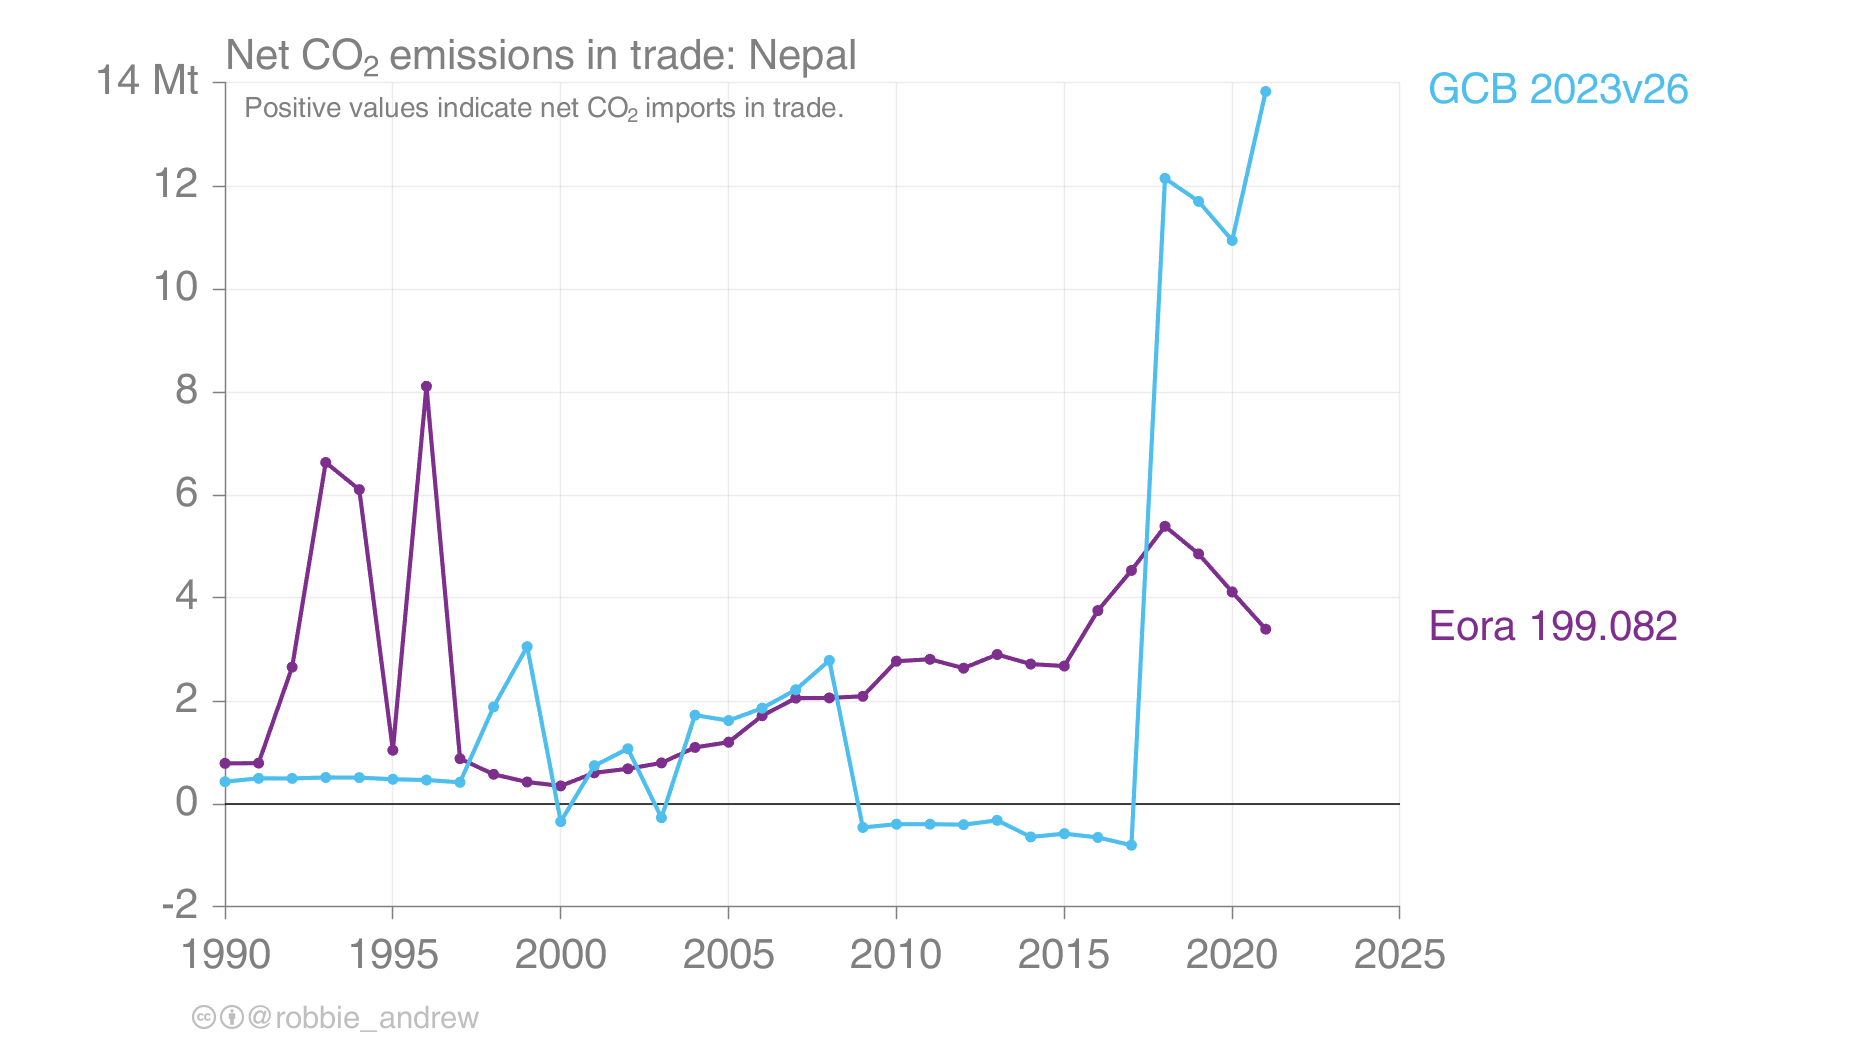 Net CO₂ emissions in trade: Nepal
14 Mt
Positive values indicate net CO₂ imports in trade.
GCB 2023v26
12
10
8
6
4
Eora 199.082
2
0
-2
1990 1995 2000 2005 2010 2015 2020 2025
@robbie_andrew